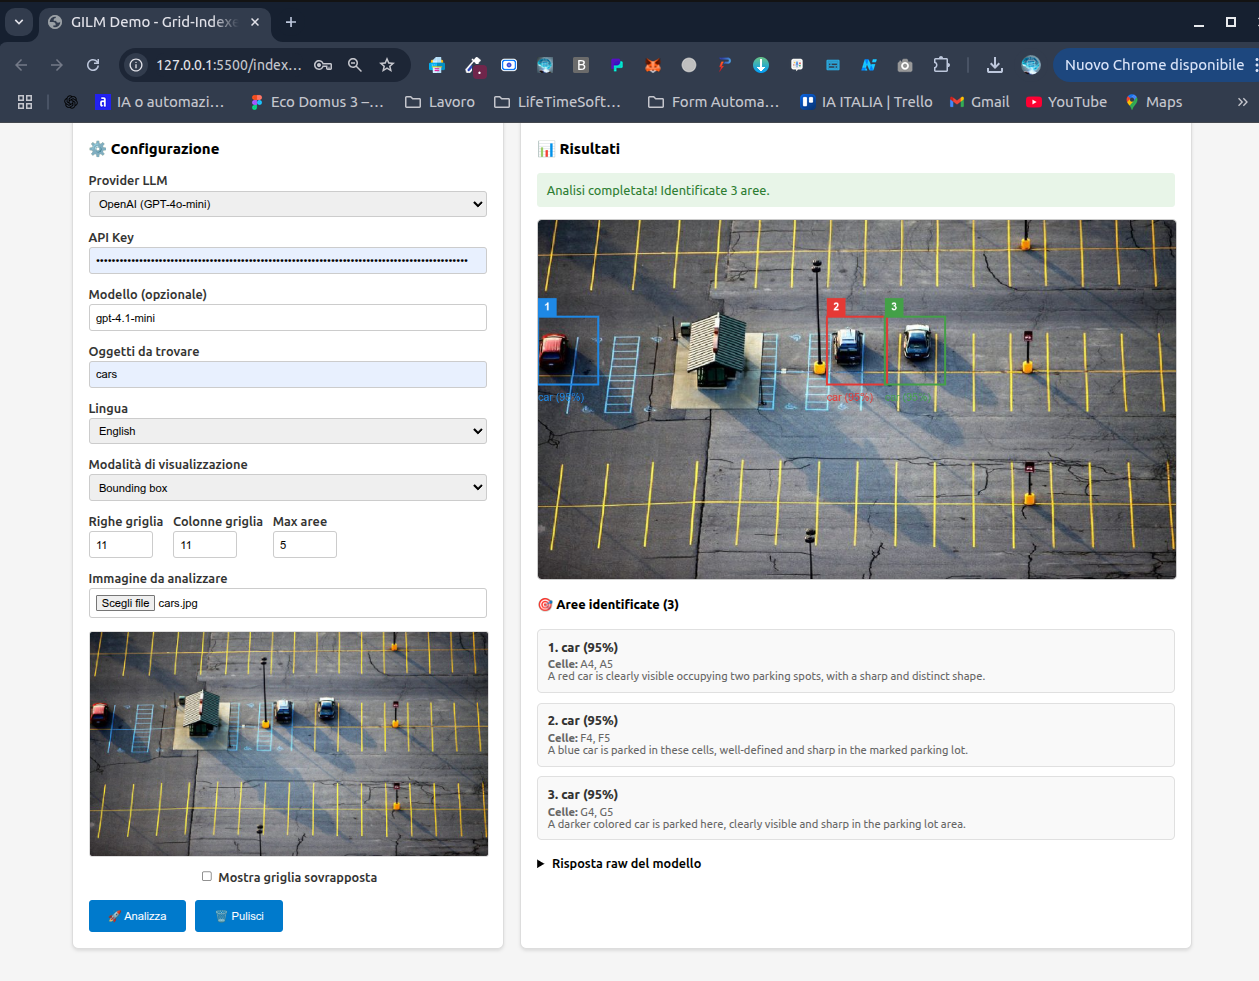 GILM Demo - Grid-Indexe
127.0.0.1:5500/index...
Nuovo Chrome disponibile
IA o automazi...
Eco Domus 3 –...
Lavoro
LifeTimeSoft...
Form Automa...
IA ITALIA | Trello
Gmail
YouTube
Maps
»
⚙️ Configurazione
Provider LLM
OpenAI (GPT-4o-mini)
API Key
Modello (opzionale)
gpt-4.1-mini
Oggetti da trovare
cars
Lingua
English
Modalità di visualizzazione
Bounding box
Righe griglia Colonne griglia Max aree
11 11 5
Immagine da analizzare
Scegli file cars.jpg
Mostra griglia sovrapposta
🚀 Analizza
🗑️ Pulisci
📊 Risultati
Analisi completata! Identificate 3 aree.
1
2
3
car (95%)
car (95%)
🎯 Aree identificate (3)
1. car (95%)
Celle: A4, A5
A red car is clearly visible occupying two parking spots, with a sharp and distinct shape.
2. car (95%)
Celle: F4, F5
A blue car is parked in these cells, well-defined and sharp in the marked parking lot.
3. car (95%)
Celle: G4, G5
A darker colored car is parked here, clearly visible and sharp in the parking lot area.
▶ Risposta raw del modello